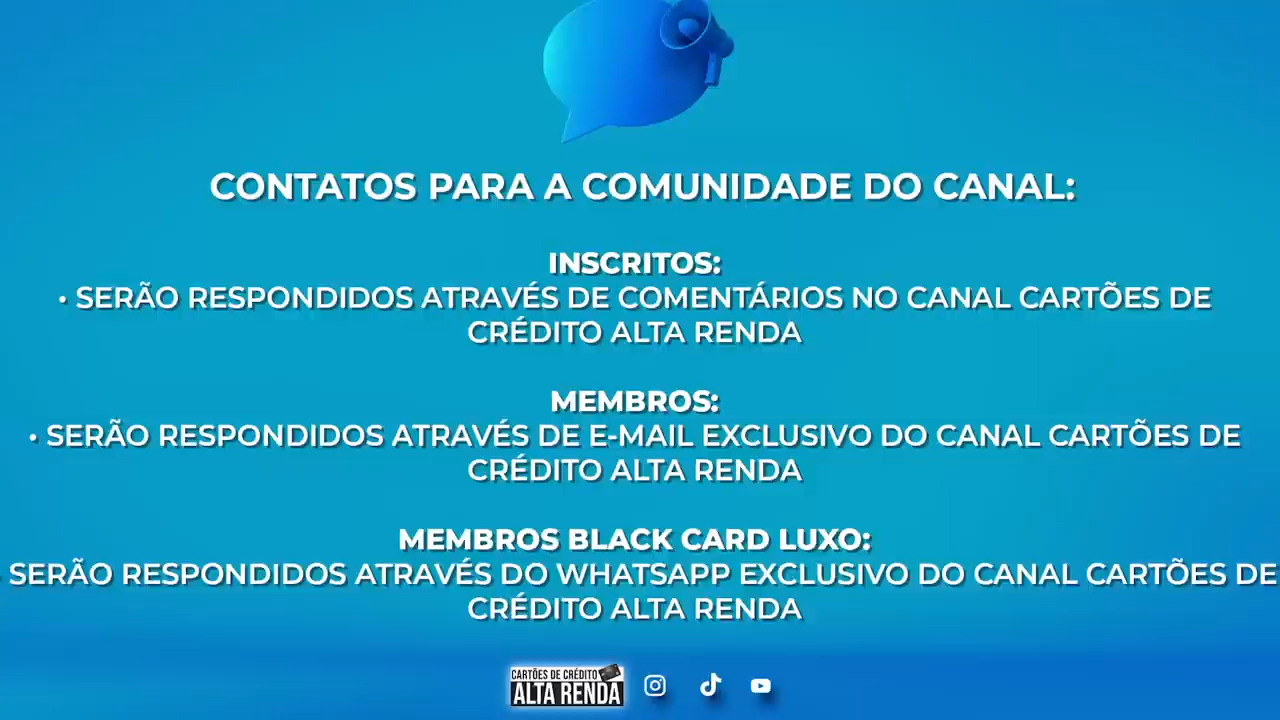 CONTATOS PARA A COMUNIDADE DO CANAL:
INSCRITOS:
• SERÃO RESPONDIDOS ATRAVÉS DE COMENTÁRIOS NO CANAL CARTÕES DE
CRÉDITO ALTA RENDA
MEMBROS:
• SERÃO RESPONDIDOS ATRAVÉS DE E-MAIL EXCLUSIVO DO CANAL CARTÕES DE
CRÉDITO ALTA RENDA
MEMBROS BLACK CARD LUXO:
SERÃO RESPONDIDOS ATRAVÉS DO WHATSAPP EXCLUSIVO DO CANAL CARTÕES DE
CRÉDITO ALTA RENDA
CARTÕES DE CRÉDITO
ALTA RENDA